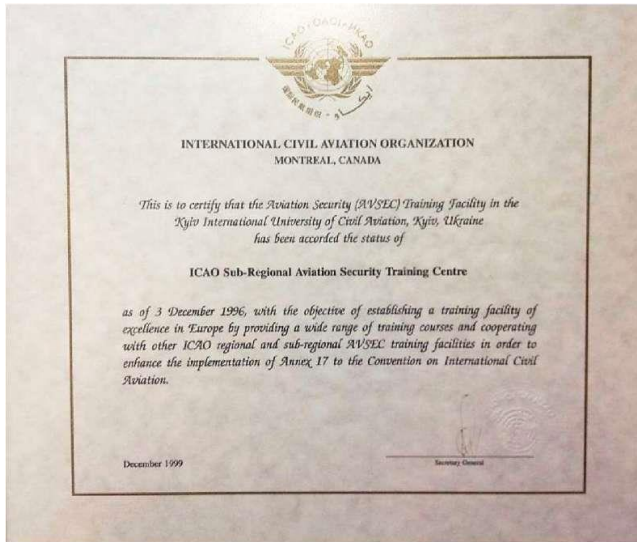 ICAO · OACI · ИКАО
INTERNATIONAL CIVIL AVIATION ORGANIZATION
MONTREAL, CANADA
This is to certify that the Aviation Security (AVSEC) Training Facility in the
Kyiv International University of Civil Aviation, Kyiv, Ukraine
has been accorded the status of
ICAO Sub-Regional Aviation Security Training Centre
as of 3 December 1996, with the objective of establishing a training facility of
excellence in Europe by providing a wide range of training courses and cooperating
with other ICAO regional and sub-regional AVSEC training facilities in order to
enhance the implementation of Annex 17 to the Convention on International Civil
Aviation.
December 1999
Secretary General